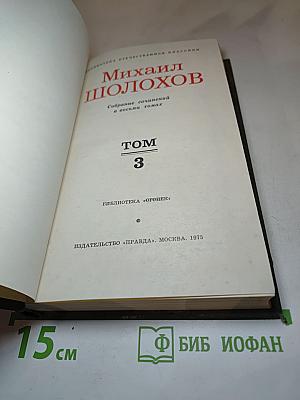 БИБЛИОТЕКА ОТЕЧЕСТВЕННОЙ КЛАССИКИ
Михаил
ШОЛОХОВ
Собрание сочинений
в восьми томах
ТОМ
3
БИБЛИОТЕКА «ОГОНЕК»
ИЗДАТЕЛЬСТВО «ПРАВДА». МОСКВА. 1975
15 см
Ф БИБ ИОФАН